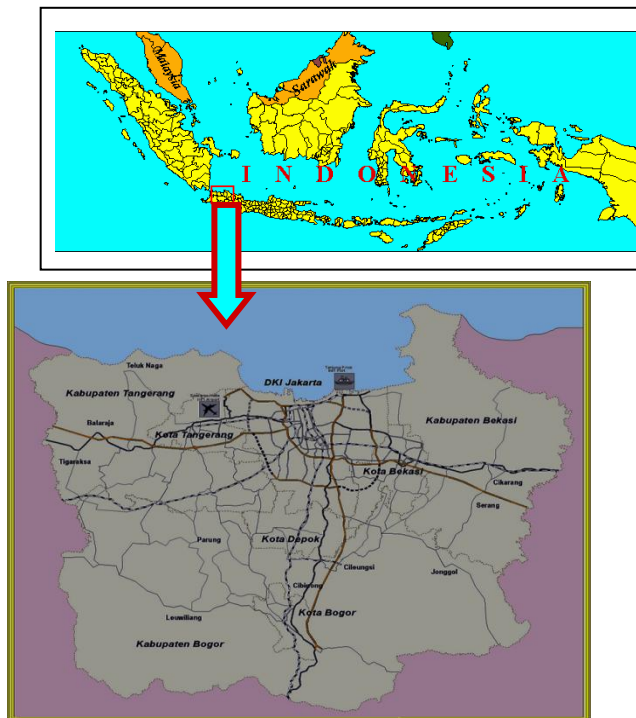 Malaysia
Sarawak
I N D O N E S I A
Teluk Naga
DKI Jakarta
Kabupaten Tangerang
Kabupaten Bekasi
Balaraja
Kota Tangerang
Tigaraksa
Kota Bekasi
Cikarang
Serang
Parung
Kota Depok
Cibinong
Cileungsi
Jonggol
Leuwiliang
Kota Bogor
Kabupaten Bogor